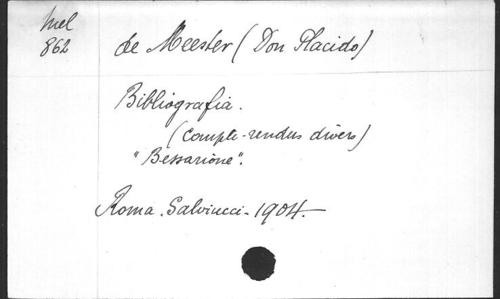 Mel
862
de Meester (Don Placido)
Bibliografia.
(Compte-rendus divers)
"Bessarione".
Roma. Salviucci - 1904.